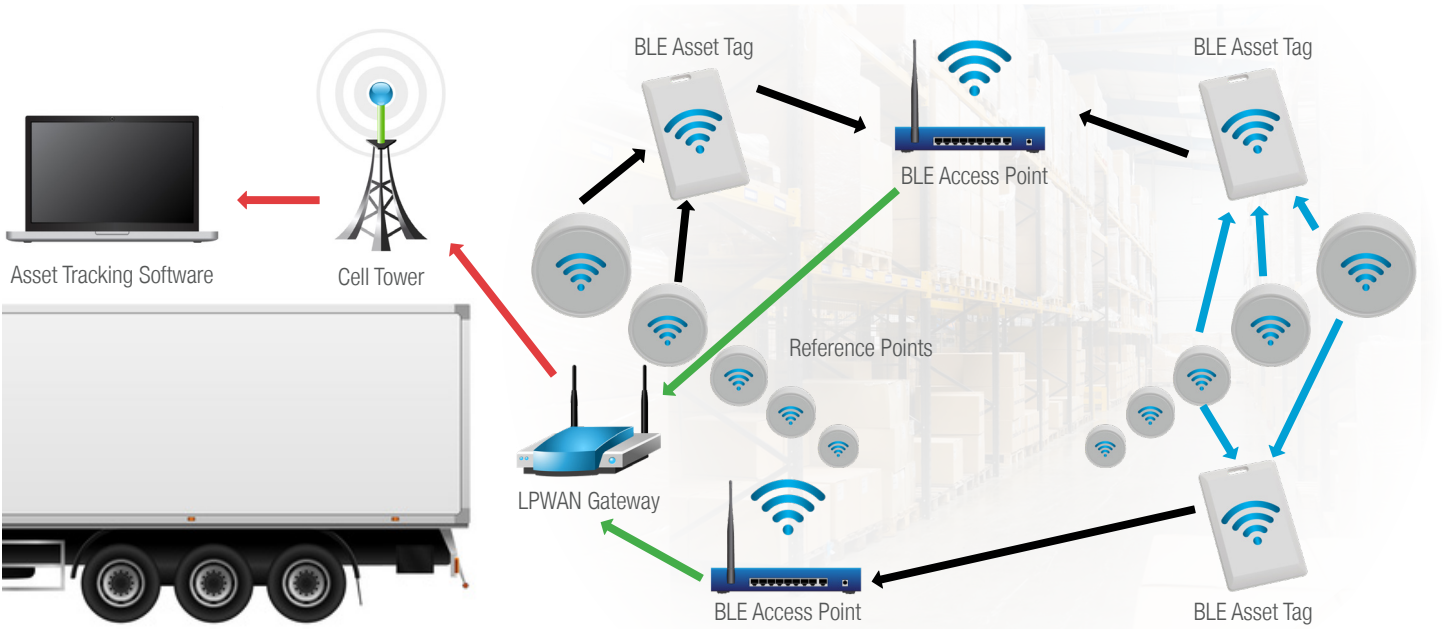 BLE Asset Tag
BLE Asset Tag
BLE Access Point
Asset Tracking Software
Cell Tower
Reference Points
LPWAN Gateway
BLE Access Point
BLE Asset Tag